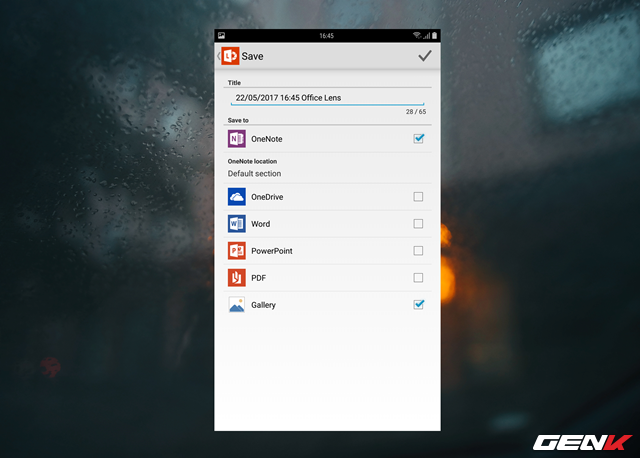 16:45
Save
Title
22/05/2017 16:45 Office Lens
28 / 65
Save to
OneNote
OneNote location
Default section
OneDrive
Word
PowerPoint
PDF
Gallery
GENK